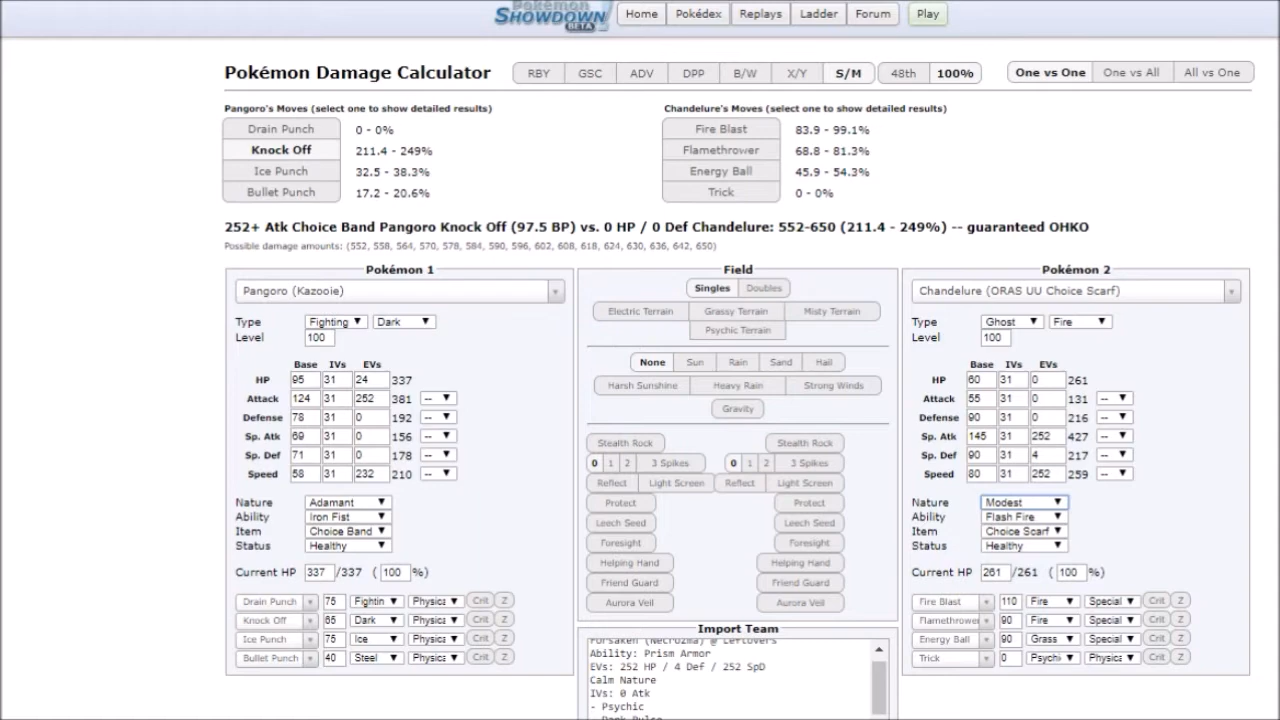 Pokémon
SHOWDOWN!
BETA
Home Pokédex Replays Ladder Forum Play
Pokémon Damage Calculator RBY GSC ADV DPP B/W X/Y S/M 48th 100% One vs One One vs All All vs One
Pangoro's Moves (select one to show detailed results) Chandelure's Moves (select one to show detailed results)
Drain Punch 0 - 0% Fire Blast 83.9 - 99.1%
Knock Off 211.4 - 249% Flamethrower 68.8 - 81.3%
Ice Punch 32.5 - 38.3% Energy Ball 45.9 - 54.3%
Bullet Punch 17.2 - 20.6% Trick 0 - 0%
252+ Atk Choice Band Pangoro Knock Off (97.5 BP) vs. 0 HP / 0 Def Chandelure: 552-650 (211.4 - 249%) -- guaranteed OHKO
Possible damage amounts: (552, 558, 564, 570, 578, 584, 590, 596, 602, 608, 618, 624, 630, 636, 642, 650)
Pokémon 1
Pangoro (Kazooie)
Type Fighting Dark
Level 100
Base IVs EVs
HP 95 31 24 337
Attack 124 31 252 381 --
Defense 78 31 0 192 --
Sp. Atk 69 31 0 156 --
Sp. Def 71 31 0 178 --
Speed 58 31 232 210 --
Nature Adamant
Ability Iron Fist
Item Choice Band
Status Healthy
Current HP 337 /337 ( 100 %)
Drain Punch 75 Fightin Physica Crit Z
Knock Off 65 Dark Physica Crit Z
Ice Punch 75 Ice Physica Crit Z
Bullet Punch 40 Steel Physica Crit Z
Field
Singles Doubles
Electric Terrain Grassy Terrain Misty Terrain
Psychic Terrain
None Sun Rain Sand Hail
Harsh Sunshine Heavy Rain Strong Winds
Gravity
Stealth Rock Stealth Rock
0 1 2 3 Spikes 0 1 2 3 Spikes
Reflect Light Screen Reflect Light Screen
Protect Protect
Leech Seed Leech Seed
Foresight Foresight
Helping Hand Helping Hand
Friend Guard Friend Guard
Aurora Veil Aurora Veil
Import Team
Forsaken (Necrozma) @ Leftovers
Ability: Prism Armor
EVs: 252 HP / 4 Def / 252 SpD
Calm Nature
IVs: 0 Atk
- Psychic
- Dark Pulse
Pokémon 2
Chandelure (ORAS UU Choice Scarf)
Type Ghost Fire
Level 100
Base IVs EVs
HP 60 31 0 261
Attack 55 31 0 131 --
Defense 90 31 0 216 --
Sp. Atk 145 31 252 427 --
Sp. Def 90 31 4 217 --
Speed 80 31 252 259 --
Nature Modest
Ability Flash Fire
Item Choice Scarf
Status Healthy
Current HP 261 /261 ( 100 %)
Fire Blast 110 Fire Special Crit Z
Flamethrower 90 Fire Special Crit Z
Energy Ball 90 Grass Special Crit Z
Trick 0 Psychi Physica Crit Z